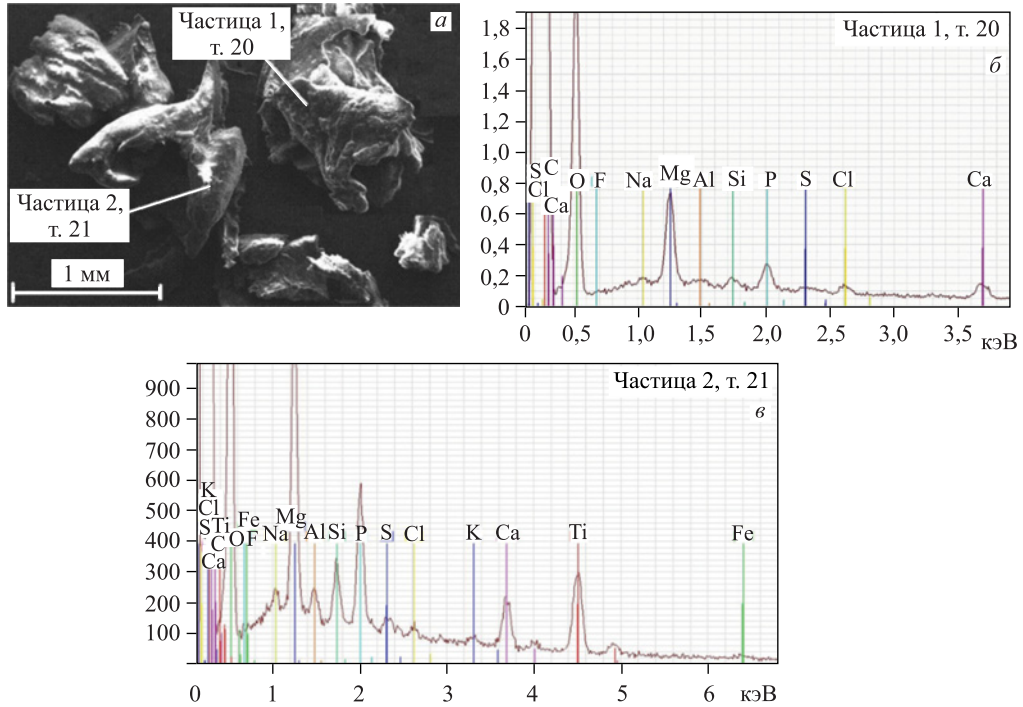 Частица 1,
т. 20
а
Частица 2,
т. 21
1 мм
Частица 1, т. 20
б
1,8
1,6
1,4
1,2
1,0
0,8
0,6
0,4
0,2
0
S C
Cl
Ca
O F Na Mg Al Si P S Cl Ca
0 0,5 1,0 1,5 2,0 2,5 3,0 3,5 кэВ
Частица 2, т. 21
в
900
800
700
600
500
400
300
200
100
K
Cl
S Ti
C
Ca
Fe
O F Na Mg Al Si P S Cl K Ca Ti Fe
0 1 2 3 4 5 6 кэВ